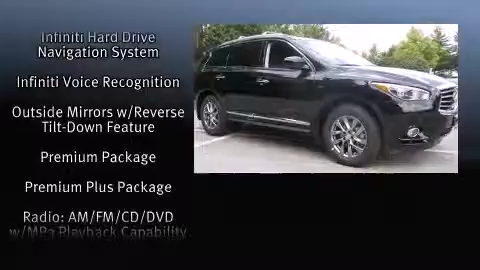 Infiniti Hard Drive
Navigation System
Infiniti Voice Recognition
Outside Mirrors w/Reverse
Tilt-Down Feature
Premium Package
Premium Plus Package
Radio: AM/FM/CD/DVD
w/MP3 Playback Capability